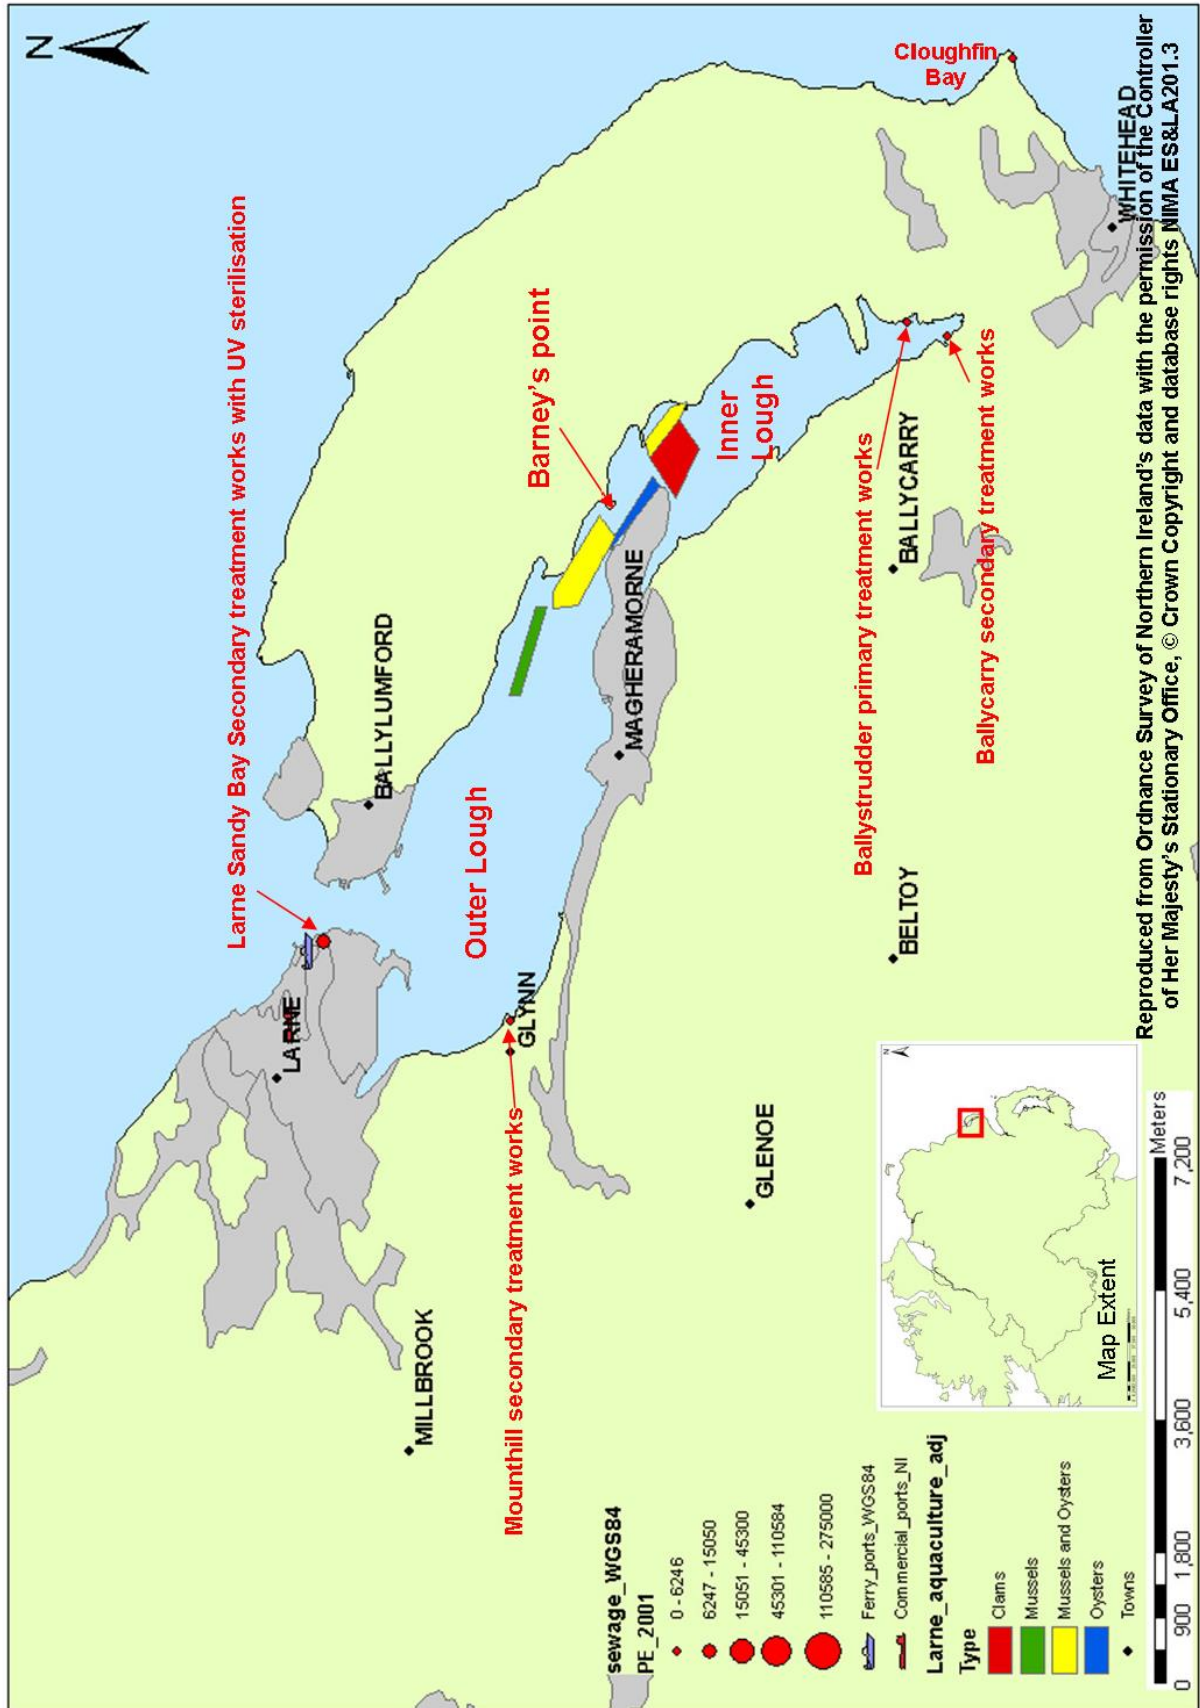 N
Larne Sandy Bay Secondary treatment works with UV sterilisation
LARNE
BALLYLUMFORD
Outer Lough
Barney's point
Cloughfin
Bay
Inner
Lough
MILLBROOK
GLYNN
Mounthill secondary treatment works
MAGHERAMORNE
GLENOE
BELTOY
BALLYCARRY
WHITEHEAD
Ballystrudder primary treatment works
Ballycarry secondary treatment works
sewage_WGS84
PE_2001
0 - 6246
6247 - 15050
15051 - 45300
45301 - 110584
110585 - 275000
Ferry_ports_WGS84
Commercial_ports_NI
Larne_aquaculture_adj
Type
Clams
Mussels
Mussels and Oysters
Oysters
Towns
N
Map Extent
0 900 1,800 3,600 5,400 7,200
Meters
Reproduced from Ordnance Survey of Northern Ireland's data with the permission of the Controller
of Her Majesty's Stationary Office, © Crown Copyright and database rights NIMA ES&LA201.3